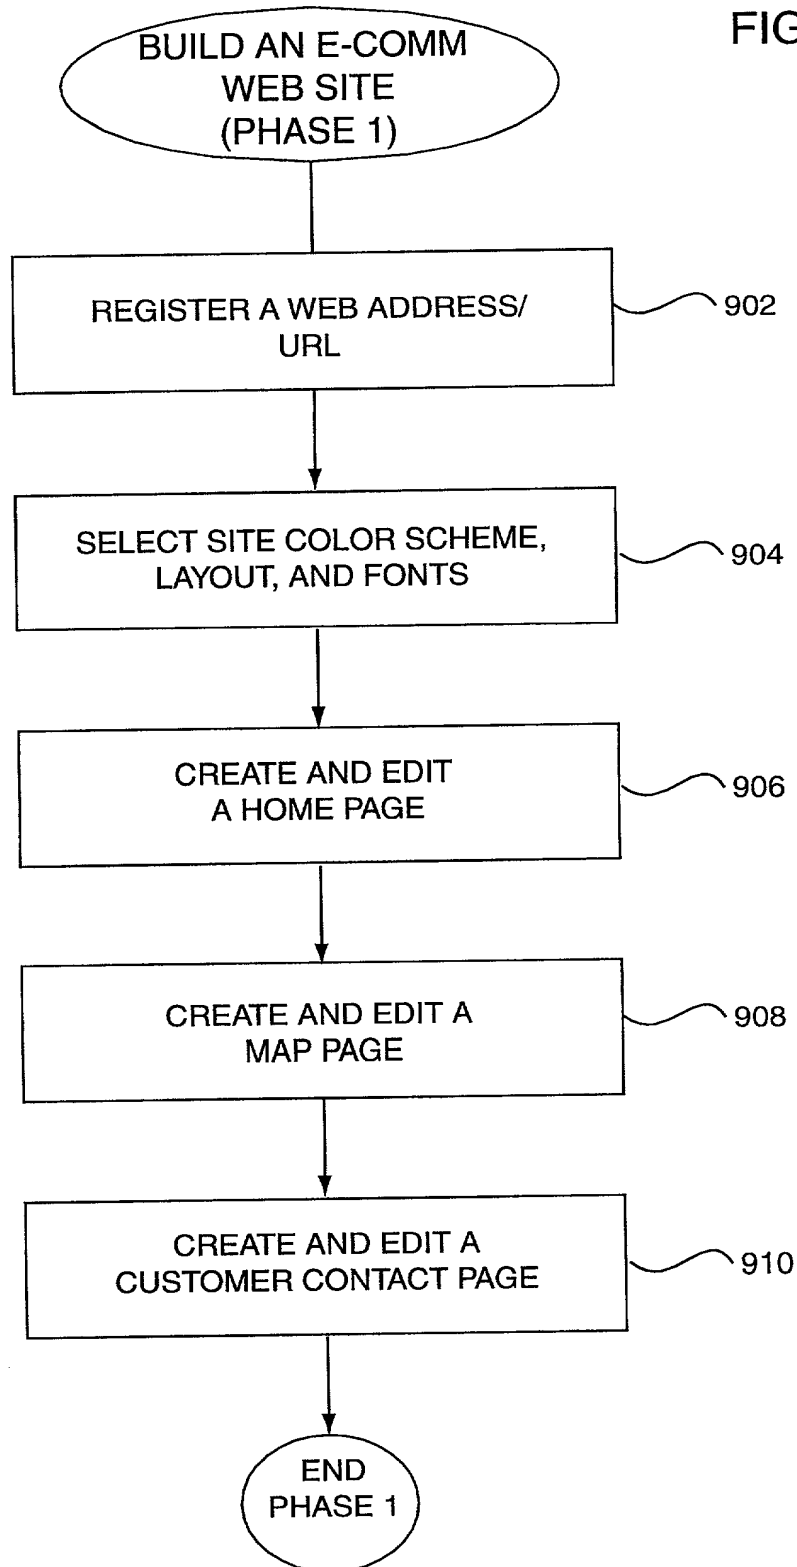 FIG
BUILD AN E-COMM
WEB SITE
(PHASE 1)
REGISTER A WEB ADDRESS/
URL
902
SELECT SITE COLOR SCHEME,
LAYOUT, AND FONTS
904
CREATE AND EDIT
A HOME PAGE
906
CREATE AND EDIT A
MAP PAGE
908
CREATE AND EDIT A
CUSTOMER CONTACT PAGE
910
END
PHASE 1